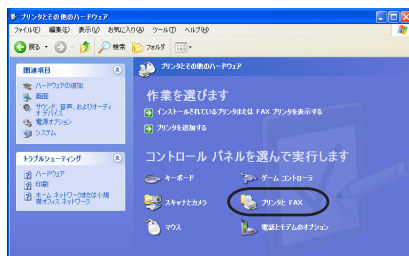 プリンタとその他のハードウェア
ファイル(F) 編集(E) 表示(V) お気に入り(A) ツール(T) ヘルプ(H)
戻る 検索 フォルダ
関連項目
ハードウェアの追加
画面
サウンド、音声、およびオーディオ デバイス
電源オプション
システム
トラブルシューティング
ハードウェア
印刷
ホーム ネットワークまたは小規模オフィス ネットワーク
プリンタとその他のハードウェア
作業を選びます
インストールされているプリンタまたは FAX プリンタを表示する
プリンタを追加する
コントロール パネルを選んで実行します
キーボード
ゲーム コントローラ
スキャナとカメラ
プリンタと FAX
マウス
電話とモデムのオプション